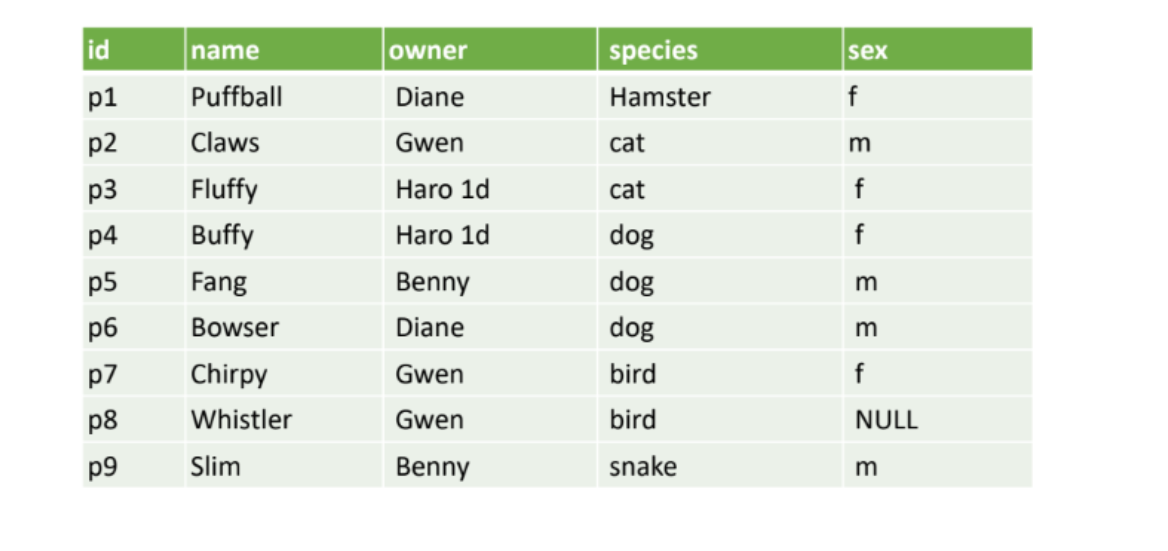 id name owner species sex
p1 Puffball Diane Hamster f
p2 Claws Gwen cat m
p3 Fluffy Haro 1d cat f
p4 Buffy Haro 1d dog f
p5 Fang Benny dog m
p6 Bowser Diane dog m
p7 Chirpy Gwen bird f
p8 Whistler Gwen bird NULL
p9 Slim Benny snake m